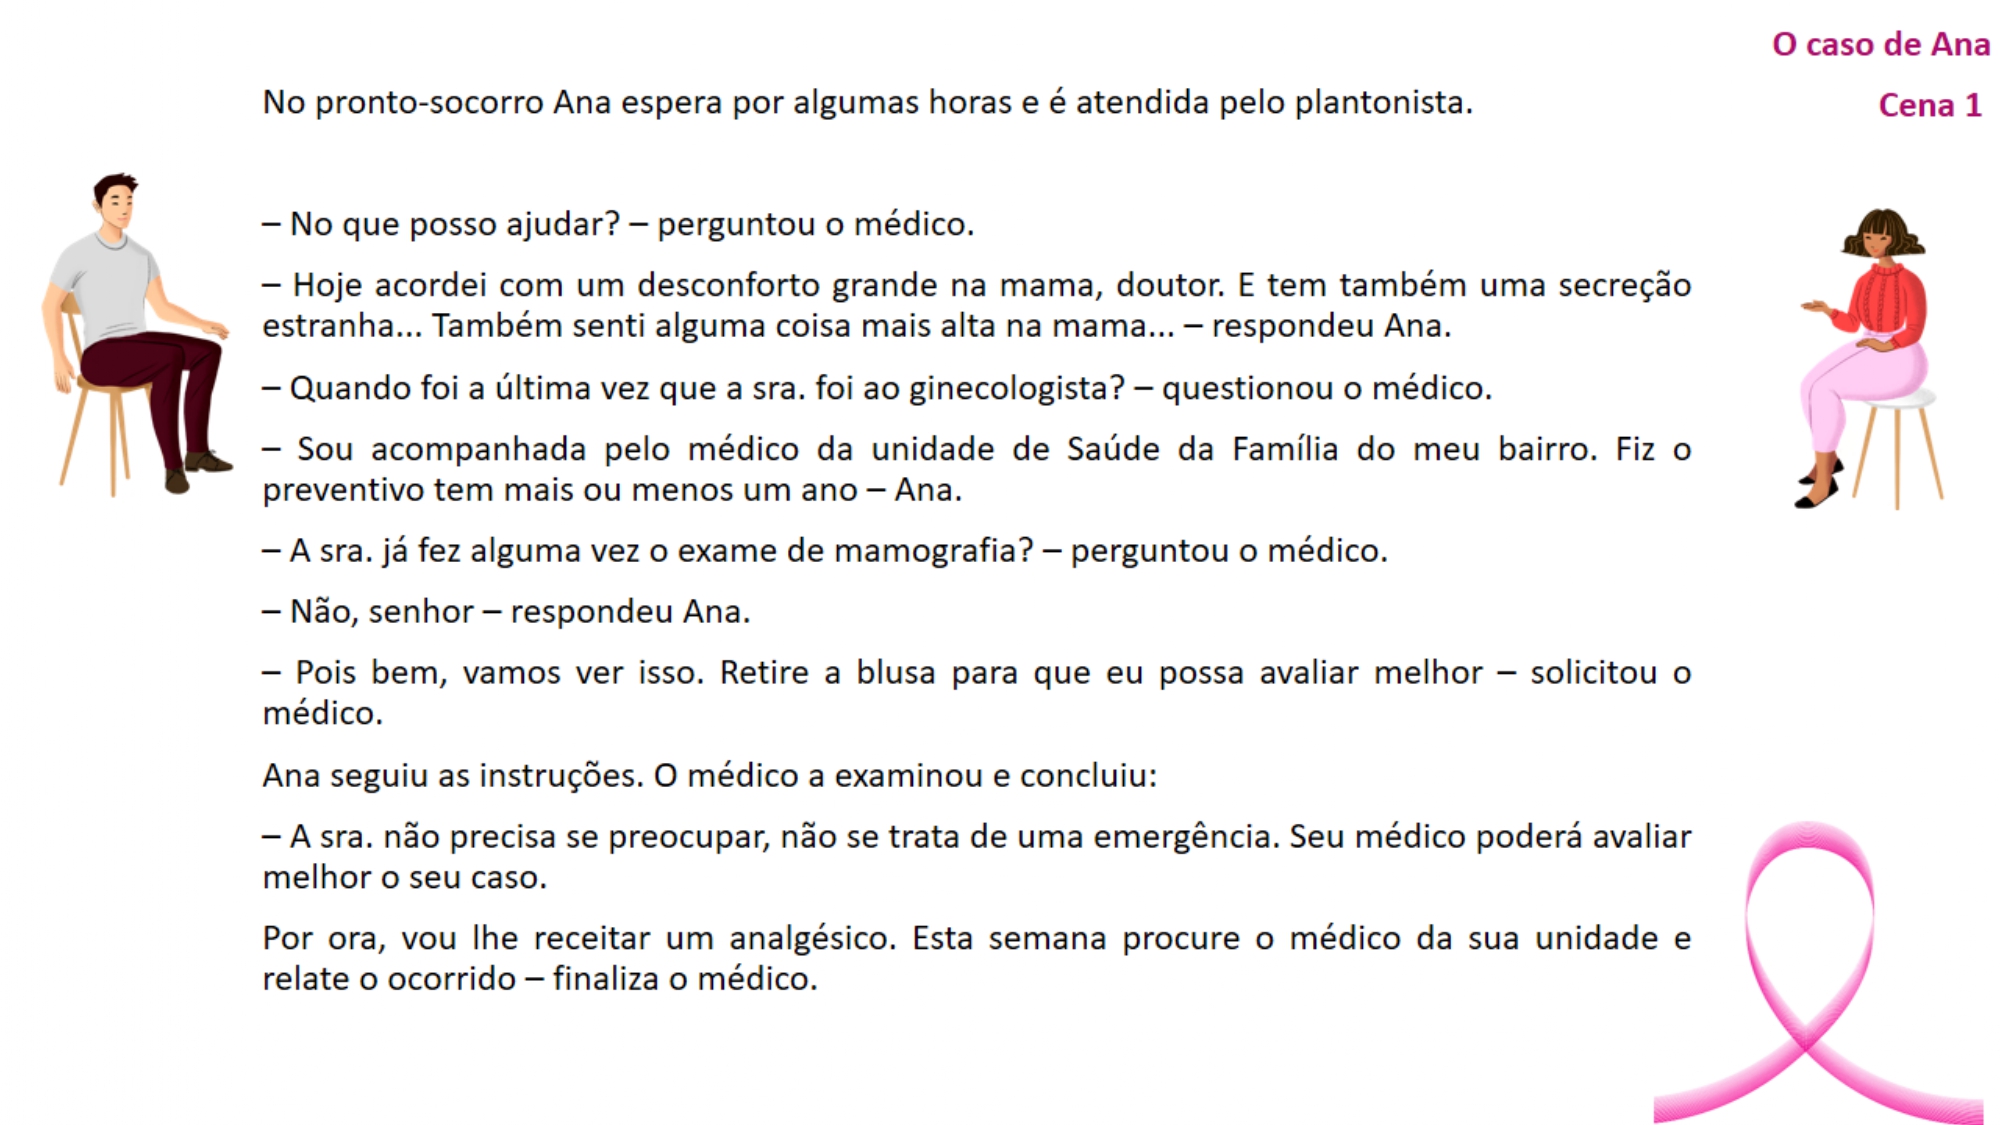 O caso de Ana
No pronto-socorro Ana espera por algumas horas e é atendida pelo plantonista.
Cena 1
– No que posso ajudar? – perguntou o médico.
– Hoje acordei com um desconforto grande na mama, doutor. E tem também uma secreção
estranha... Também senti alguma coisa mais alta na mama... – respondeu Ana.
– Quando foi a última vez que a sra. foi ao ginecologista? – questionou o médico.
– Sou acompanhada pelo médico da unidade de Saúde da Família do meu bairro. Fiz o
preventivo tem mais ou menos um ano – Ana.
– A sra. já fez alguma vez o exame de mamografia? – perguntou o médico.
– Não, senhor – respondeu Ana.
– Pois bem, vamos ver isso. Retire a blusa para que eu possa avaliar melhor – solicitou o
médico.
Ana seguiu as instruções. O médico a examinou e concluiu:
– A sra. não precisa se preocupar, não se trata de uma emergência. Seu médico poderá avaliar
melhor o seu caso.
Por ora, vou lhe receitar um analgésico. Esta semana procure o médico da sua unidade e
relate o ocorrido – finaliza o médico.